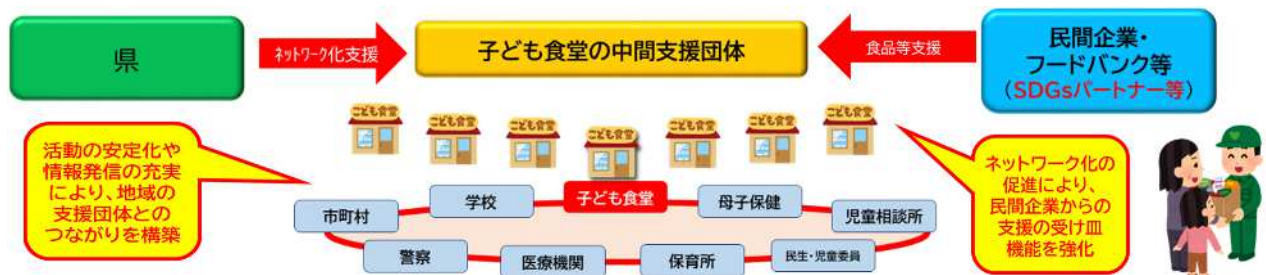 県
ネットワーク化支援
子ども食堂の中間支援団体
食品等支援
民間企業・
フードバンク等
（SDGsパートナー等）
こども食堂
こども食堂
こども食堂
こども食堂
こども食堂
こども食堂
こども食堂
活動の安定化や
情報発信の充実
により、地域の
支援団体との
つながりを構築
ネットワーク化の
促進により、
民間企業からの
支援の受け皿
機能を強化
市町村
学校
子ども食堂
母子保健
児童相談所
警察
医療機関
保育所
民生・児童委員